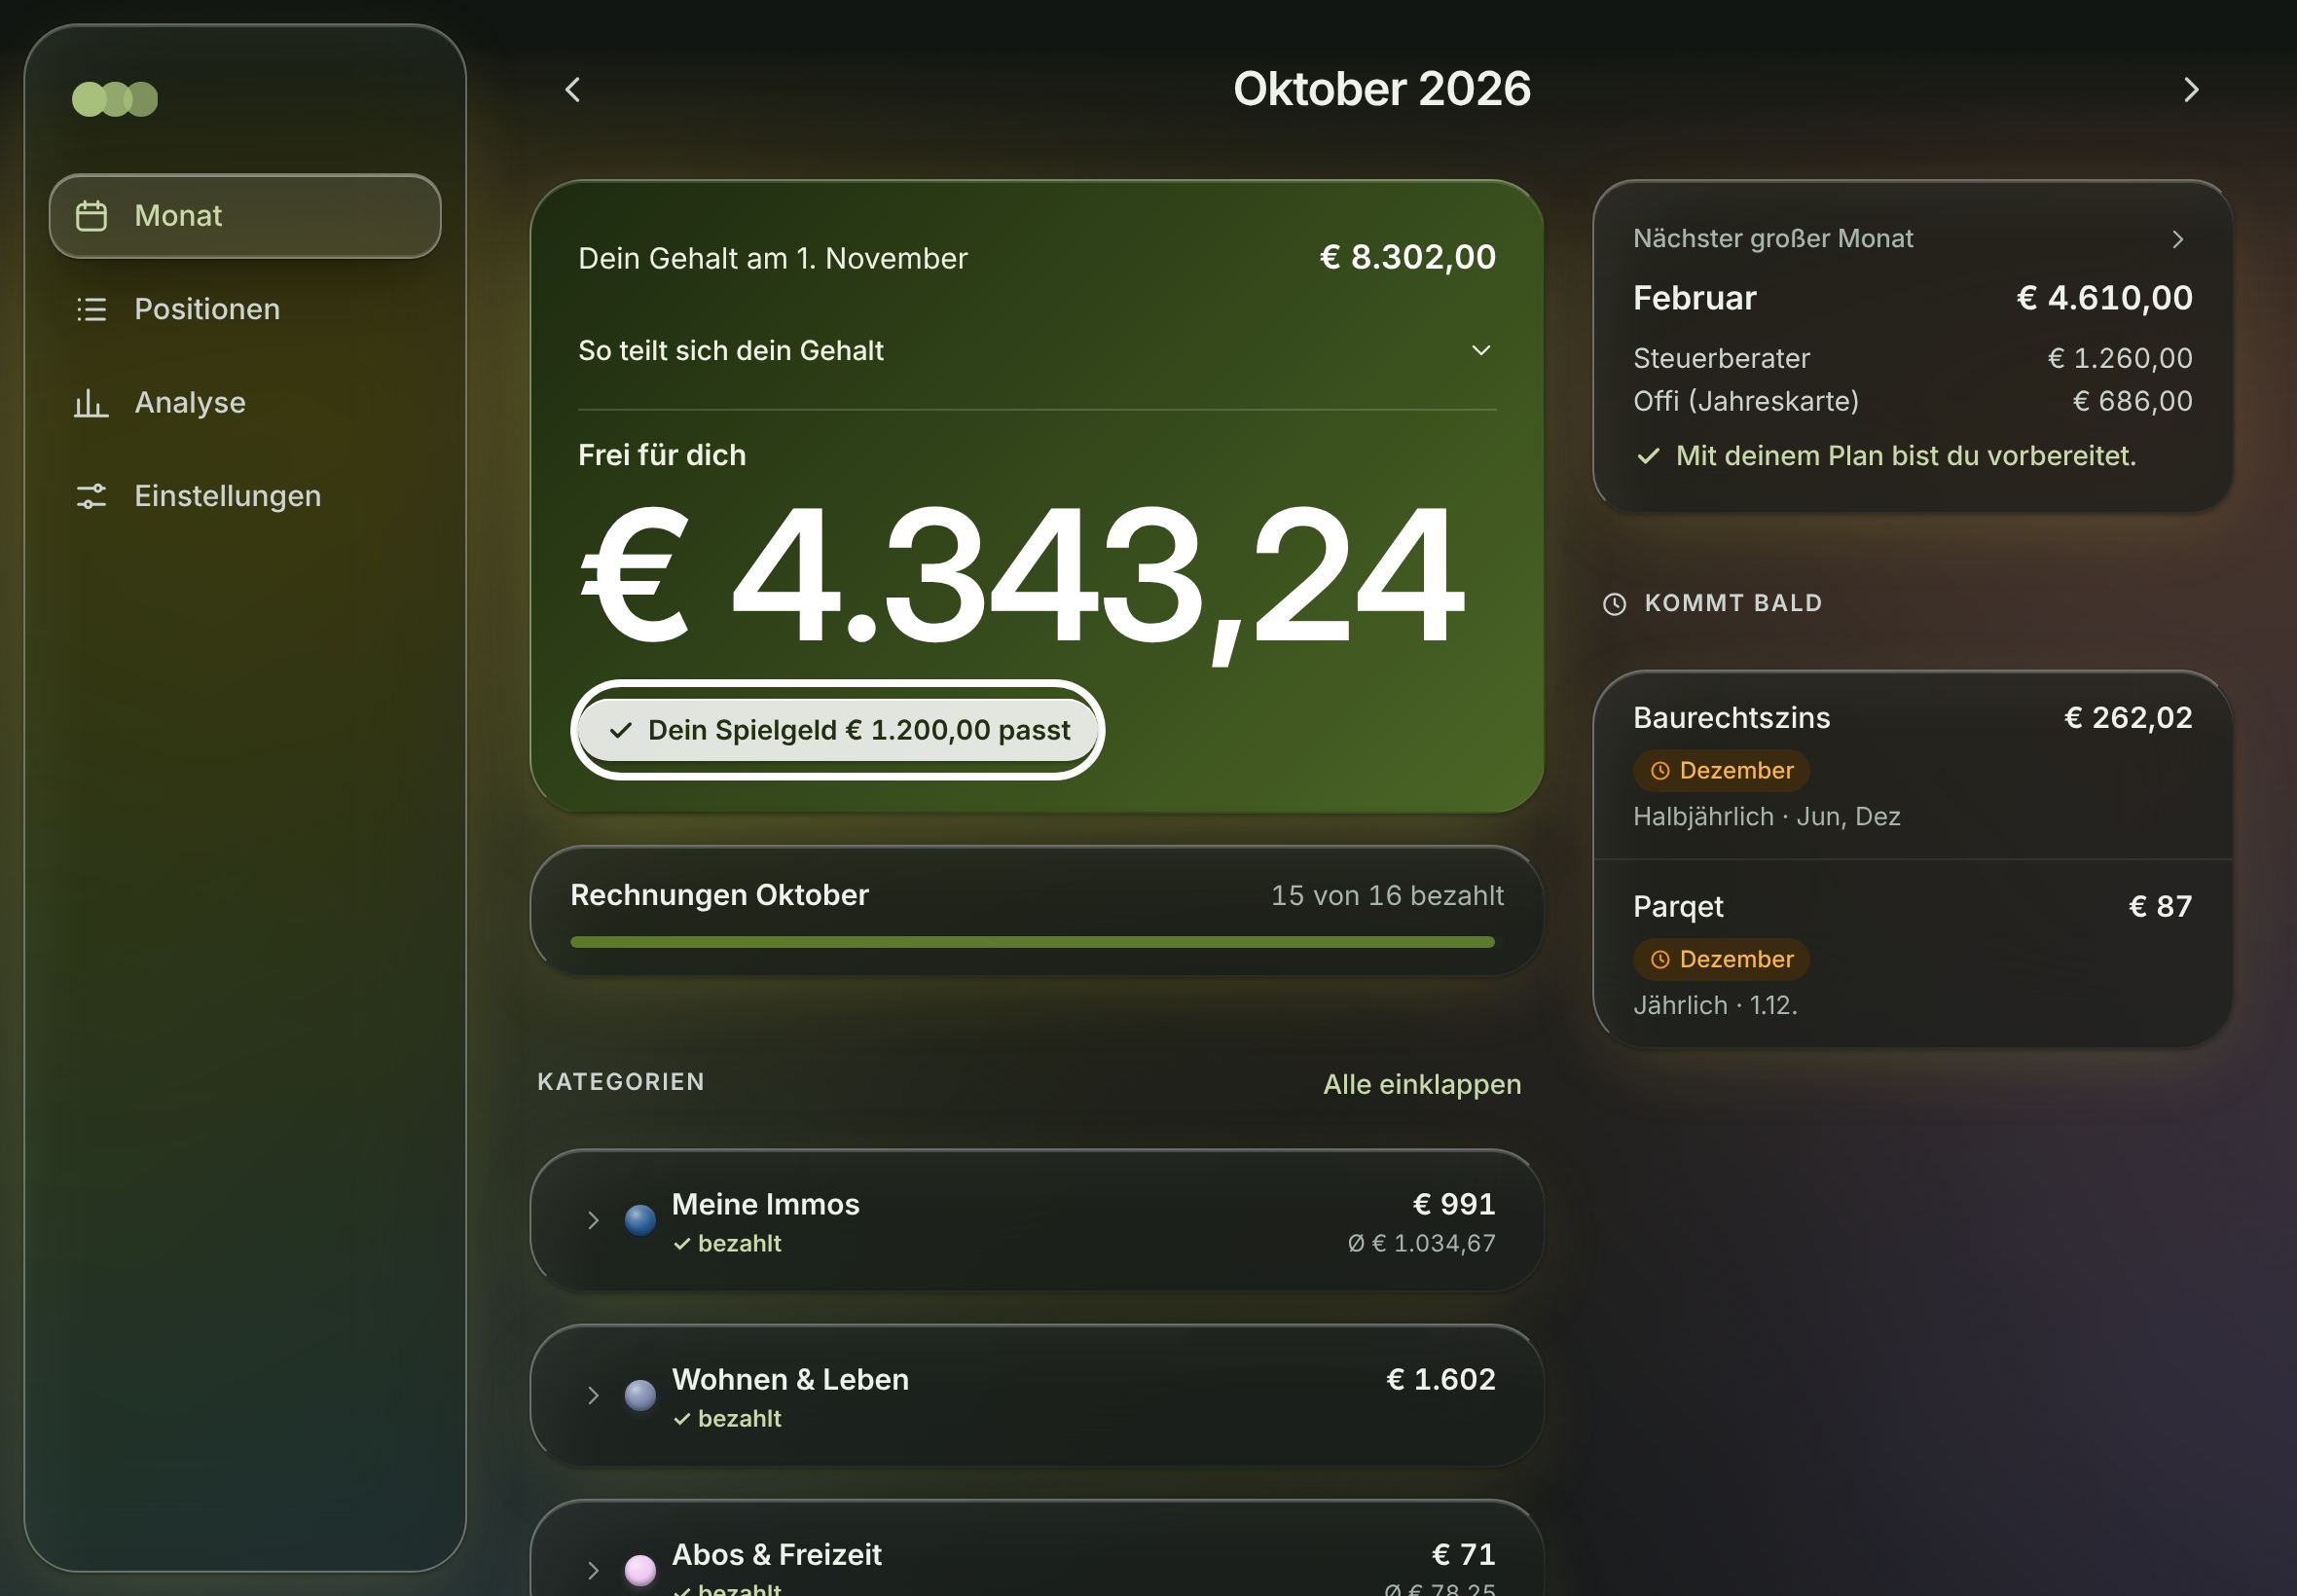 Oktober 2026
Monat
Positionen
Analyse
Einstellungen
Dein Gehalt am 1. November € 8.302,00
So teilt sich dein Gehalt
Frei für dich
€ 4.343,24
Dein Spielgeld € 1.200,00 passt
Rechnungen Oktober 15 von 16 bezahlt
KATEGORIEN Alle einklappen
Meine Immos € 991
bezahlt Ø € 1.034,67
Wohnen & Leben € 1.602
bezahlt
Abos & Freizeit € 71
bezahlt Ø € 78,25
Nächster großer Monat
Februar € 4.610,00
Steuerberater € 1.260,00
Offi (Jahreskarte) € 686,00
Mit deinem Plan bist du vorbereitet.
KOMMT BALD
Baurechtszins € 262,02
Dezember
Halbjährlich · Jun, Dez
Parqet € 87
Dezember
Jährlich · 1.12.